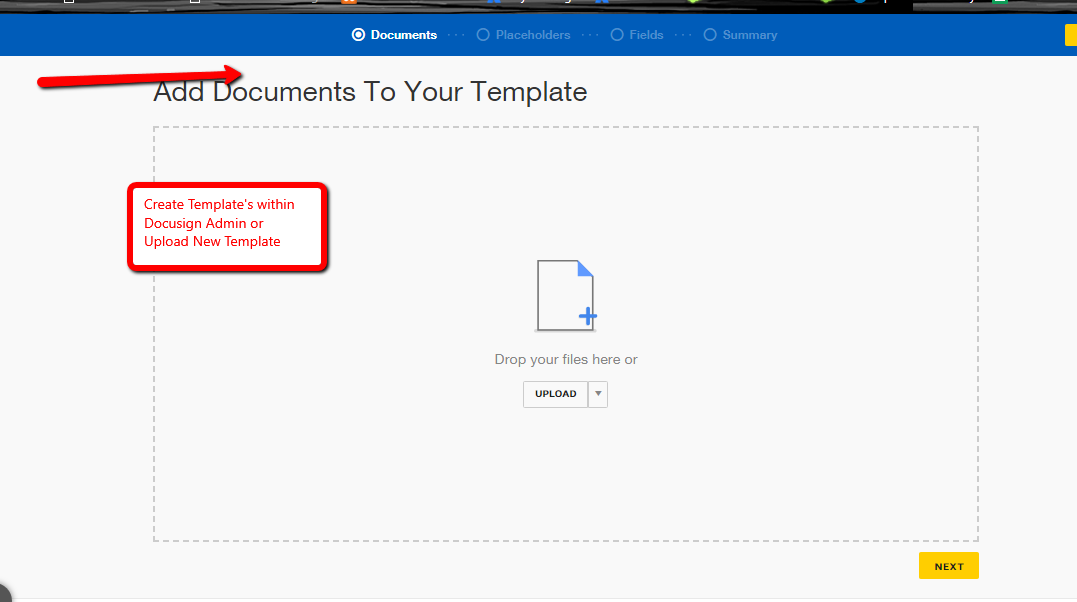 Documents Placeholders Fields Summary
Add Documents To Your Template
Create Template's within
Docusign Admin or
Upload New Template
Drop your files here or
UPLOAD
NEXT